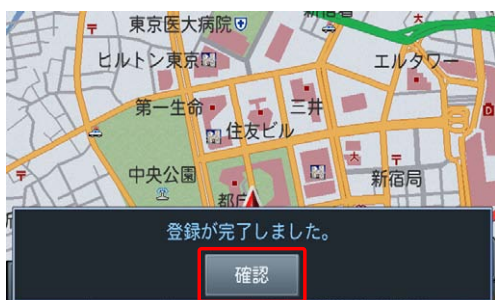 東京医大病院
ヒルトン東京
エルタワー
第一生命
三井
住友ビル
中央公園
新宿局
都庁
登録が完了しました。
確認